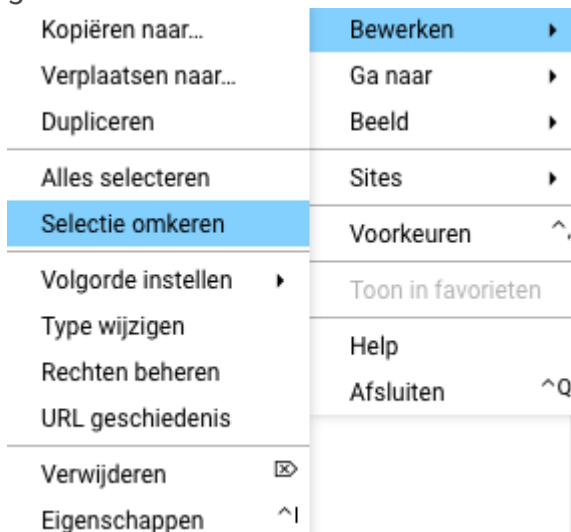 Kopiëren naar...
Verplaatsen naar...
Dupliceren
Alles selecteren
Selectie omkeren
Volgorde instellen
Type wijzigen
Rechten beheren
URL geschiedenis
Verwijderen ⌦
Eigenschappen ^I
Bewerken
Ga naar
Beeld
Sites
Voorkeuren ^,
Toon in favorieten
Help
Afsluiten ^Q